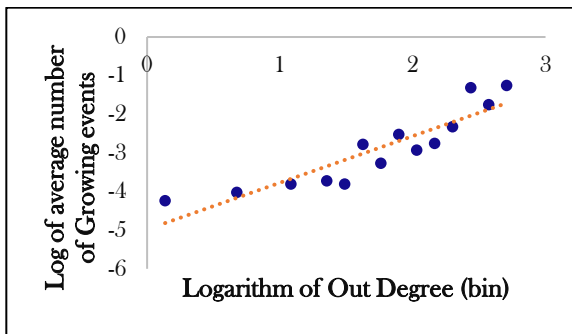 Log of average number
of Growing events
0
-1
-2
-3
-4
-5
-6
0 1 2 3
Logarithm of Out Degree (bin)